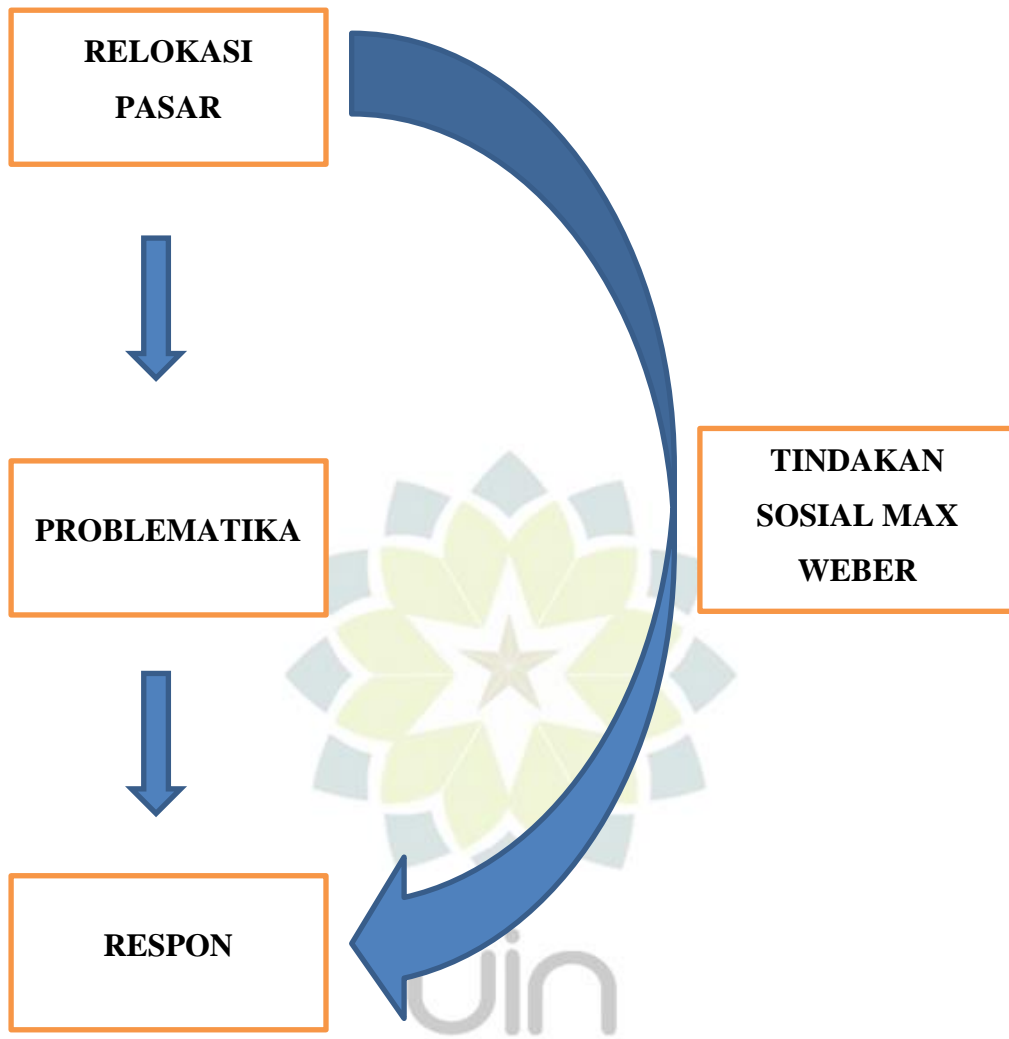 RELOKASI
PASAR
PROBLEMATIKA
TINDAKAN
SOSIAL MAX
WEBER
RESPON
uin